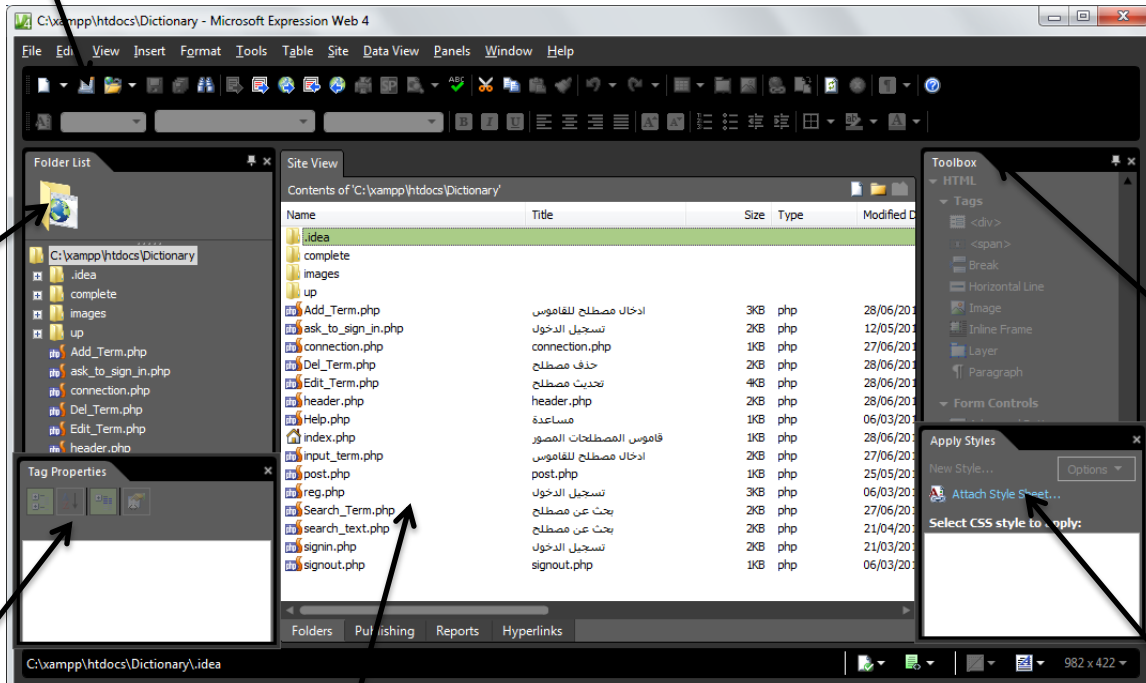 C:\xampp\htdocs\Dictionary - Microsoft Expression Web 4
File Edit View Insert Format Tools Table Site Data View Panels Window Help
ABC
SP
B I U
Folder List
C:\xampp\htdocs\Dictionary
.idea
complete
images
up
Add_Term.php
ask_to_sign_in.php
connection.php
Del_Term.php
Edit_Term.php
header.php
Tag Properties
Site View
Contents of 'C:\xampp\htdocs\Dictionary'
Name Title Size Type Modified D
.idea
complete
images
up
Add_Term.php ادخال مصطلح للقاموس 3KB php 28/06/201
ask_to_sign_in.php تسجيل الدخول 2KB php 12/05/201
connection.php connection.php 1KB php 27/06/201
Del_Term.php حذف مصطلح 2KB php 28/06/201
Edit_Term.php تحديث مصطلح 4KB php 28/06/201
header.php header.php 2KB php 28/06/201
Help.php مساعدة 1KB php 06/03/201
index.php قاموس المصطلحات المصور 1KB php 28/06/201
input_term.php ادخال مصطلح للقاموس 2KB php 27/06/201
post.php post.php 1KB php 25/05/201
reg.php تسجيل الدخول 3KB php 06/03/201
Search_Term.php بحث عن مصطلح 2KB php 27/06/201
search_text.php بحث عن مصطلح 2KB php 21/04/201
signin.php تسجيل الدخول 2KB php 21/03/201
signout.php signout.php 1KB php 06/03/201
Folders Publishing Reports Hyperlinks
Toolbox
HTML
Tags
<div>
<span>
Break
Horizontal Line
Image
Inline Frame
Layer
Paragraph
Form Controls
Apply Styles
New Style... Options
Attach Style Sheet...
Select CSS style to apply:
C:\xampp\htdocs\Dictionary\.idea 982 x 422